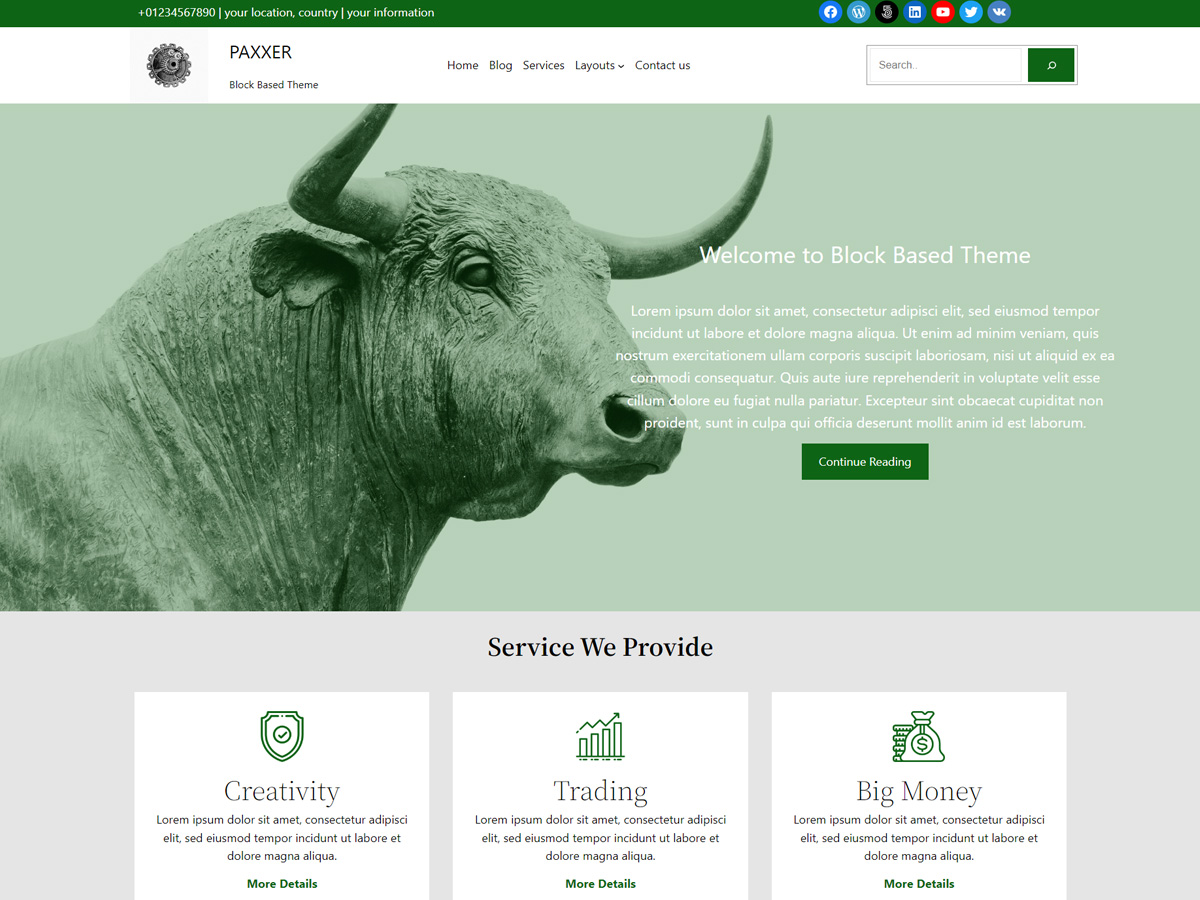 +01234567890 | your location, country | your information
PAXXER
Block Based Theme
Home Blog Services Layouts Contact us
Search..
Welcome to Block Based Theme
Lorem ipsum dolor sit amet, consectetur adipisci elit, sed eiusmod tempor
incidunt ut labore et dolore magna aliqua. Ut enim ad minim veniam, quis
nostrum exercitationem ullam corporis suscipit laboriosam, nisi ut aliquid ex ea
commodi consequatur. Quis aute iure reprehenderit in voluptate velit esse
cillum dolore eu fugiat nulla pariatur. Excepteur sint obcaecat cupiditat non
proident, sunt in culpa qui officia deserunt mollit anim id est laborum.
Continue Reading
Service We Provide
Creativity
Lorem ipsum dolor sit amet, consectetur adipisci
elit, sed eiusmod tempor incidunt ut labore et
dolore magna aliqua.
More Details
Trading
Lorem ipsum dolor sit amet, consectetur adipisci
elit, sed eiusmod tempor incidunt ut labore et
dolore magna aliqua.
More Details
Big Money
Lorem ipsum dolor sit amet, consectetur adipisci
elit, sed eiusmod tempor incidunt ut labore et
dolore magna aliqua.
More Details